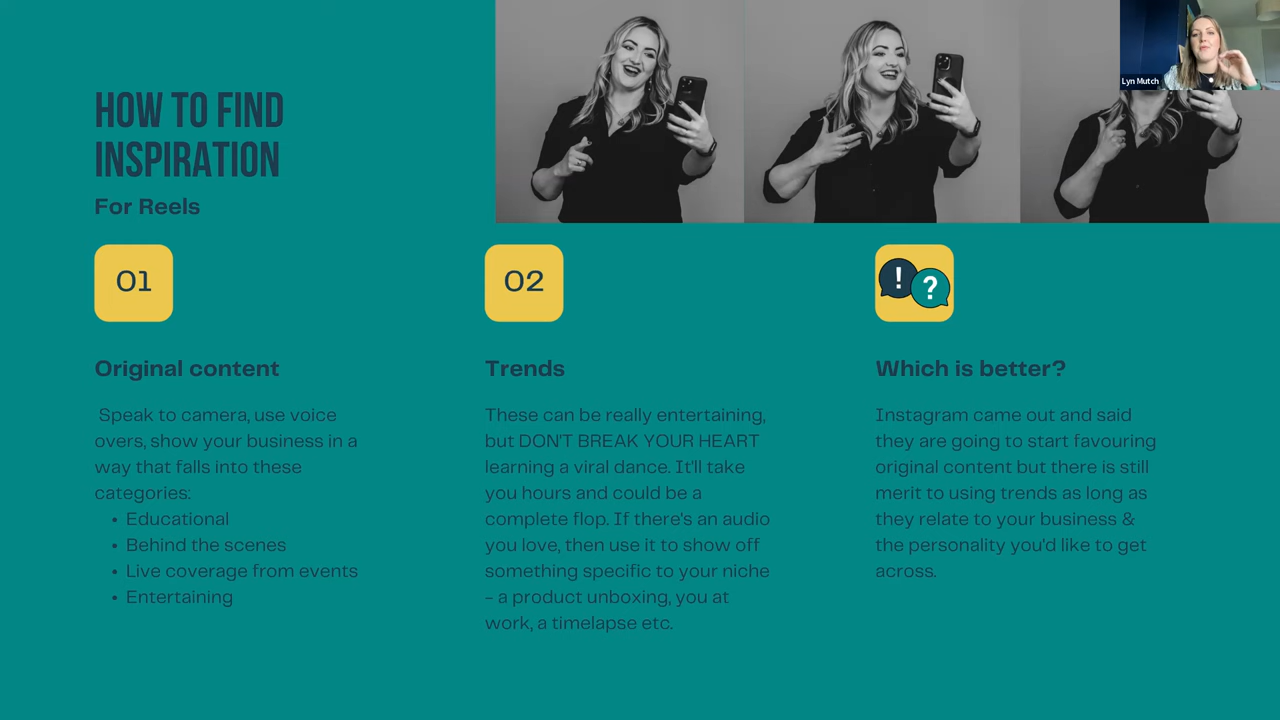 Lyn Mutch
HOW TO FIND
INSPIRATION
For Reels
01
Original content
Speak to camera, use voice
overs, show your business in a
way that falls into these
categories:
• Educational
• Behind the scenes
• Live coverage from events
• Entertaining
02
Trends
These can be really entertaining,
but DON'T BREAK YOUR HEART
learning a viral dance. It'll take
you hours and could be a
complete flop. If there's an audio
you love, then use it to show off
something specific to your niche
- a product unboxing, you at
work, a timelapse etc.
! ?
Which is better?
Instagram came out and said
they are going to start favouring
original content but there is still
merit to using trends as long as
they relate to your business &
the personality you'd like to get
across.